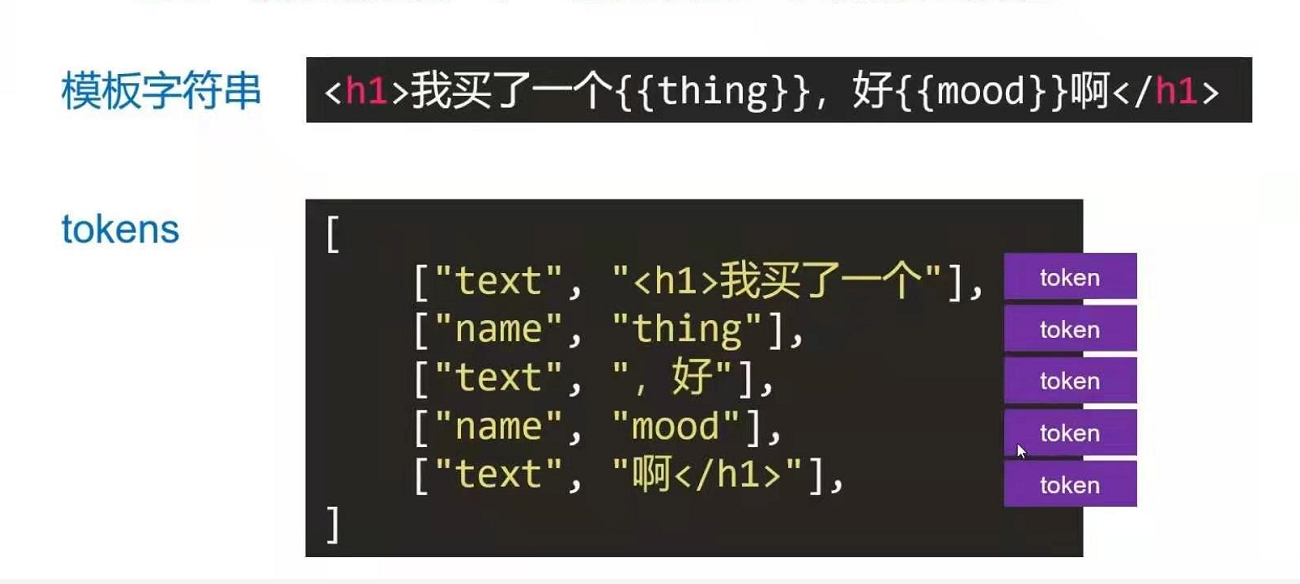 模板字符串 <h1>我买了一个{{thing}}，好{{mood}}啊</h1>
tokens
[
["text", "<h1>我买了一个"], token
["name", "thing"], token
["text", "，好"], token
["name", "mood"], token
["text", "啊</h1>"], token
]